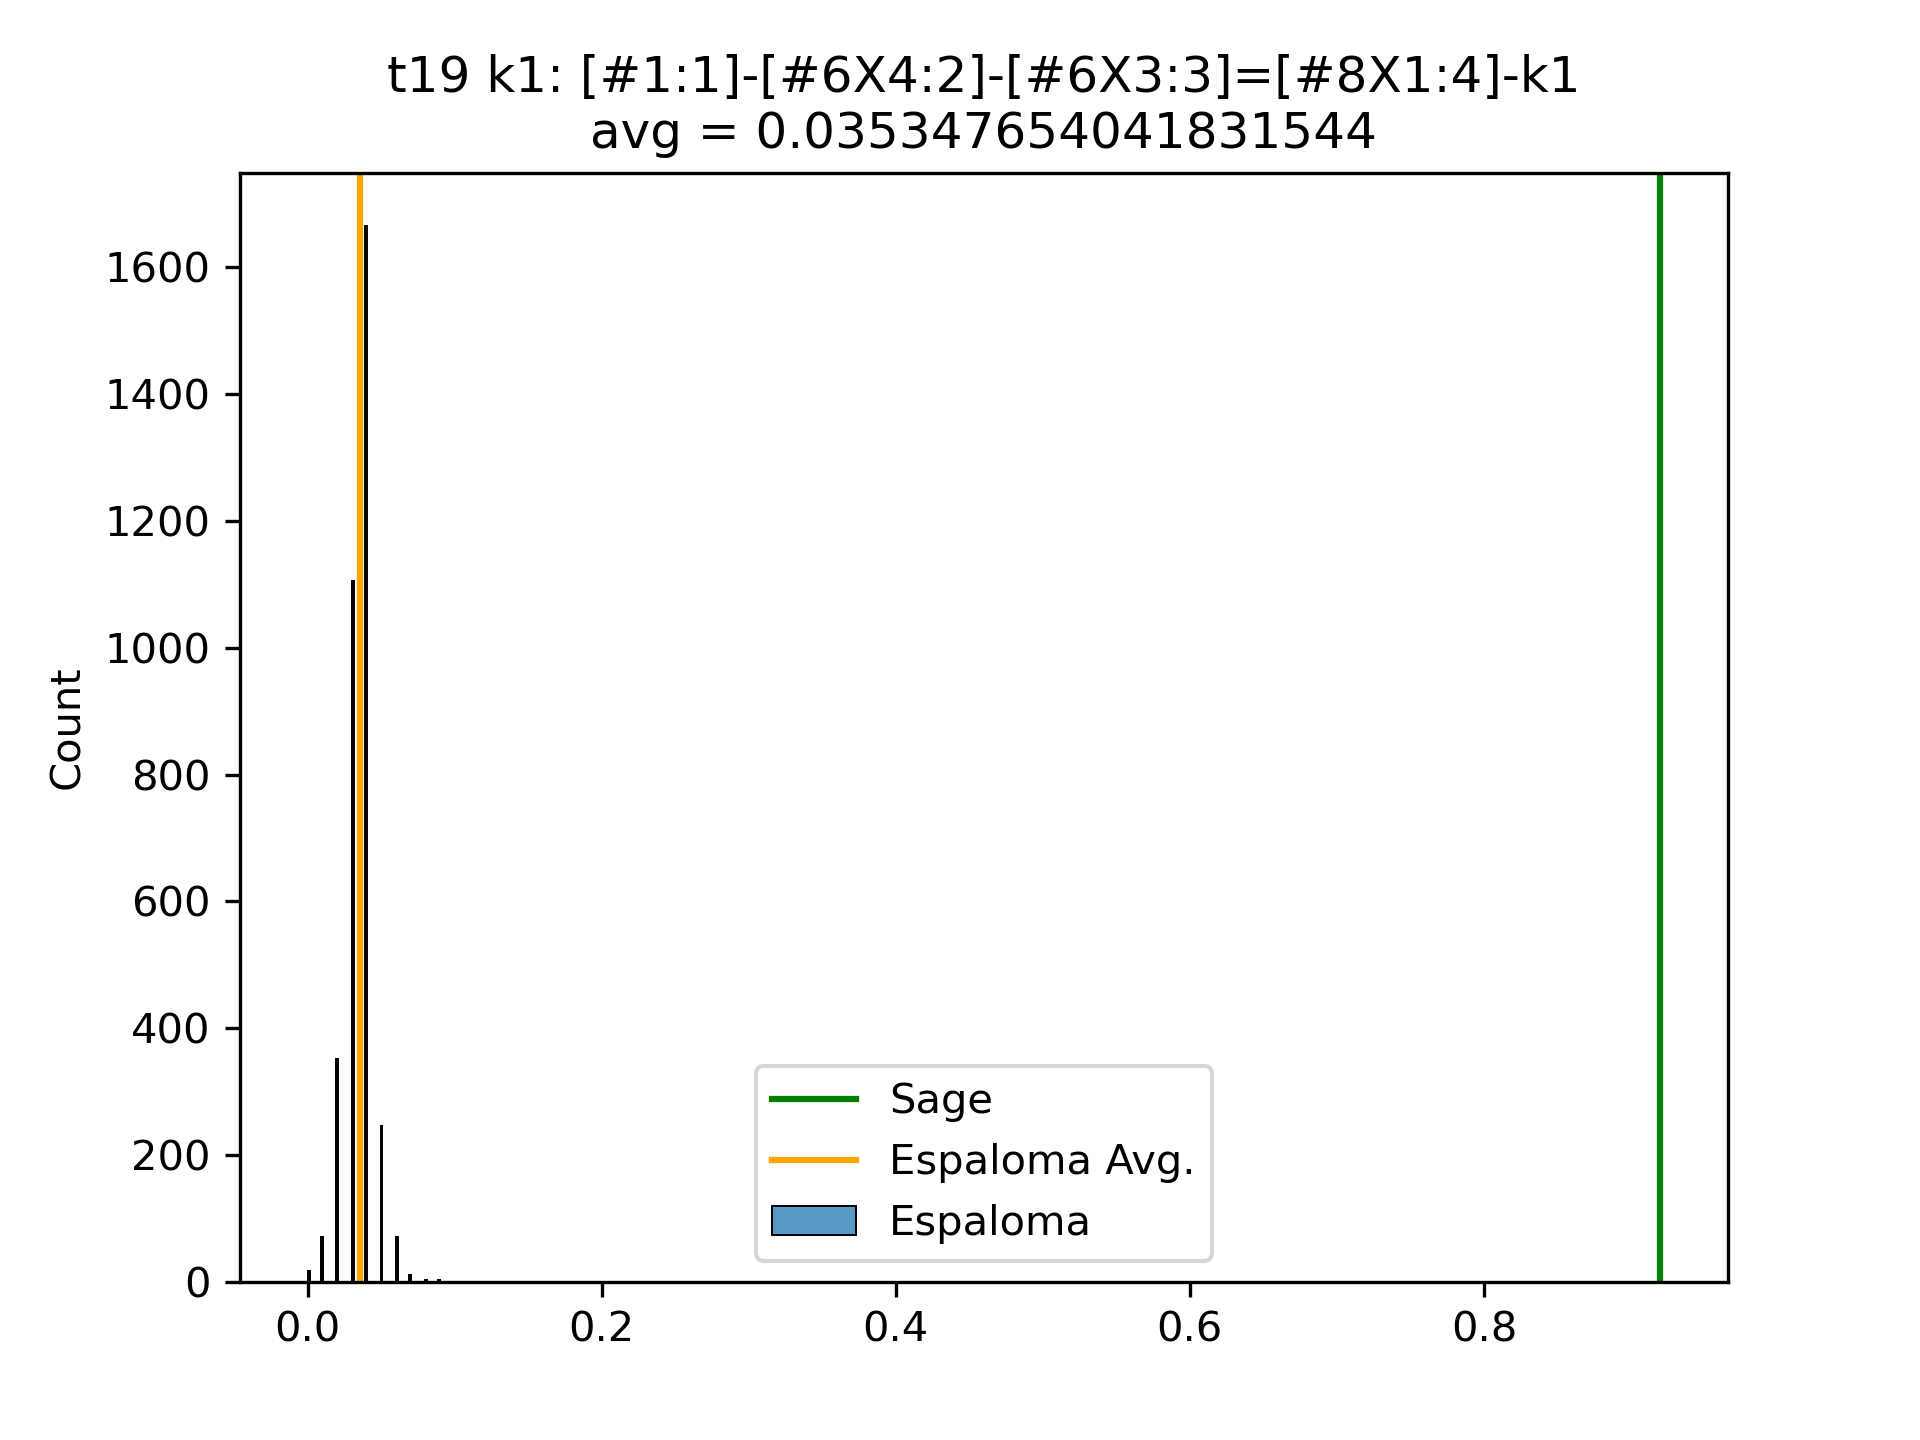 t19 k1: [#1:1]-[#6X4:2]-[#6X3:3]=[#8X1:4]-k1
avg = 0.035347654041831544
1600
1400
1200
1000
800
600
400
200
0
Count
Sage
Espaloma Avg.
Espaloma
0.0 0.2 0.4 0.6 0.8